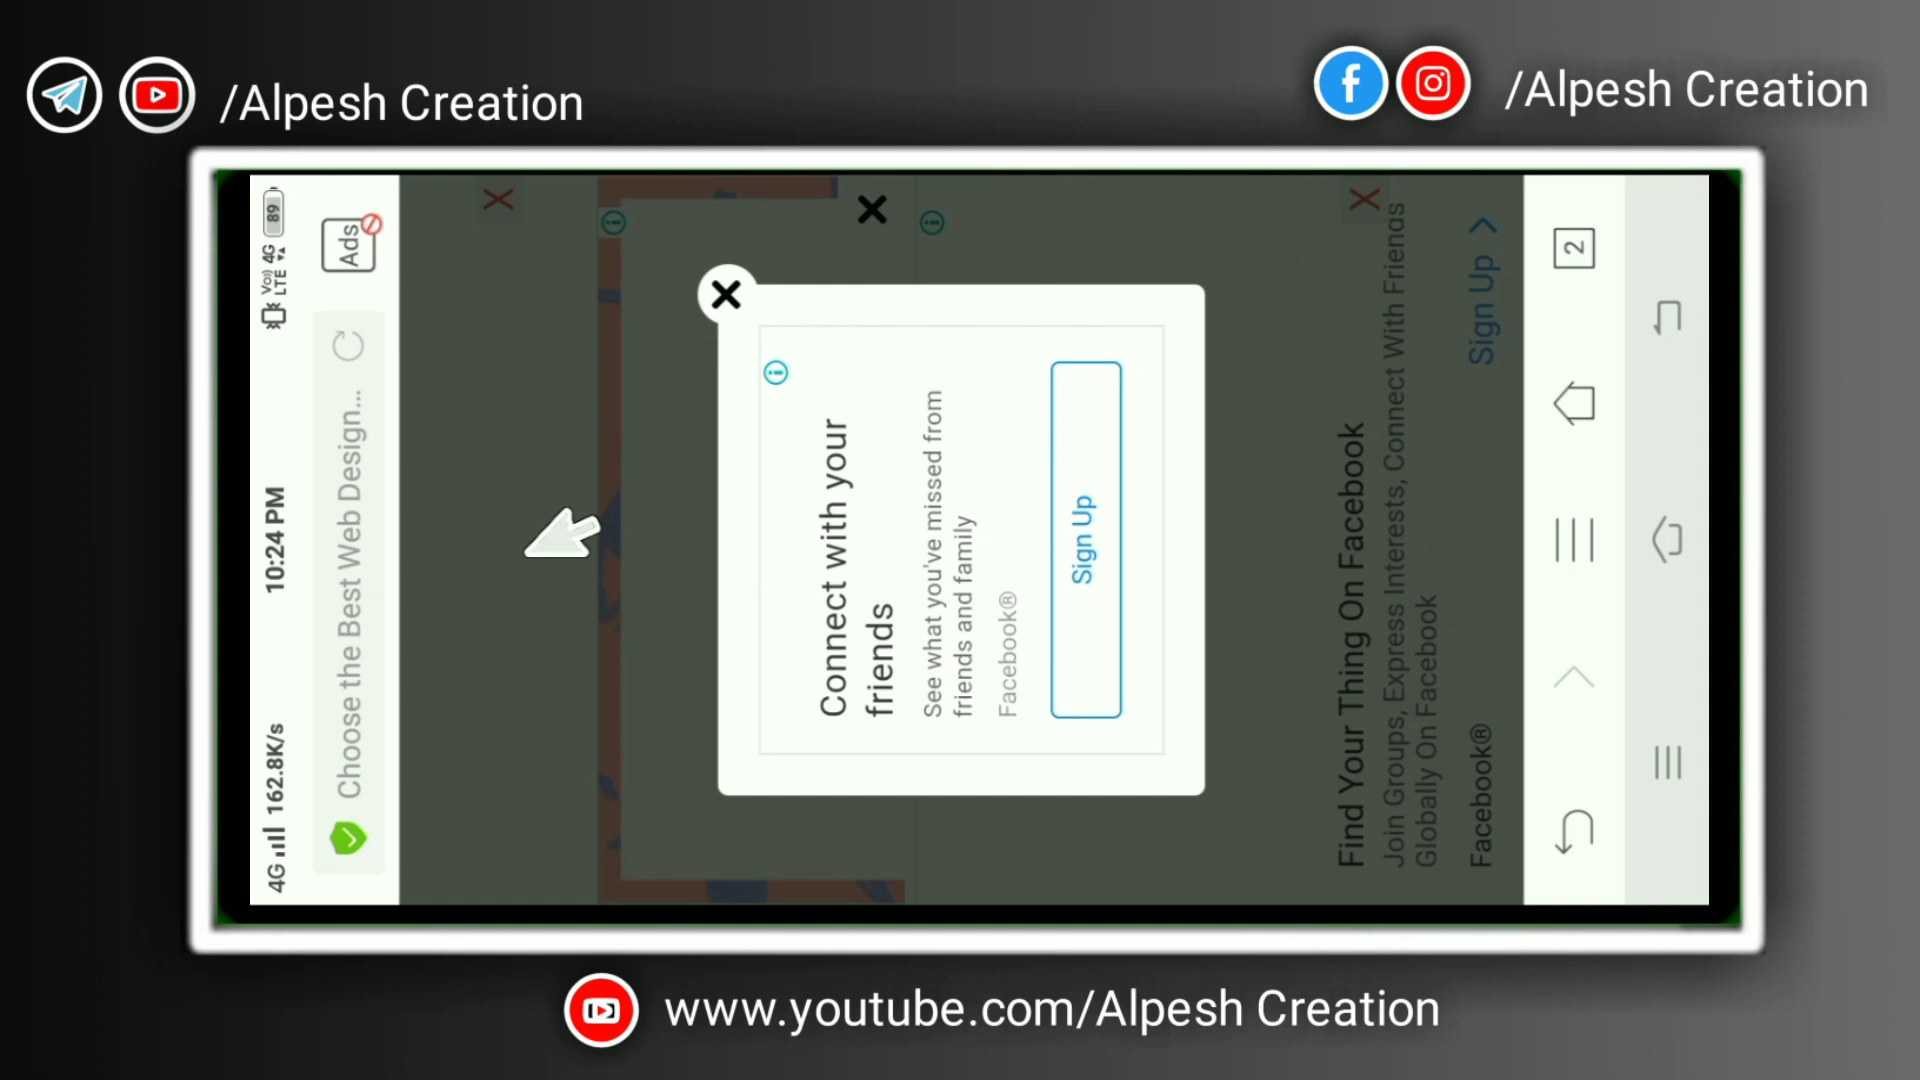 /Alpesh Creation
/Alpesh Creation
4G 162.8K/s
10:24 PM
Vo)) 4G
LTE
89
Choose the Best Web Design...
Ads
X
X
Connect with your
friends
See what you've missed from
friends and family
Facebook®
Sign Up
Find Your Thing On Facebook
Join Groups, Express Interests, Connect With Friends
Globally On Facebook
Facebook®
Sign Up
2
www.youtube.com/Alpesh Creation